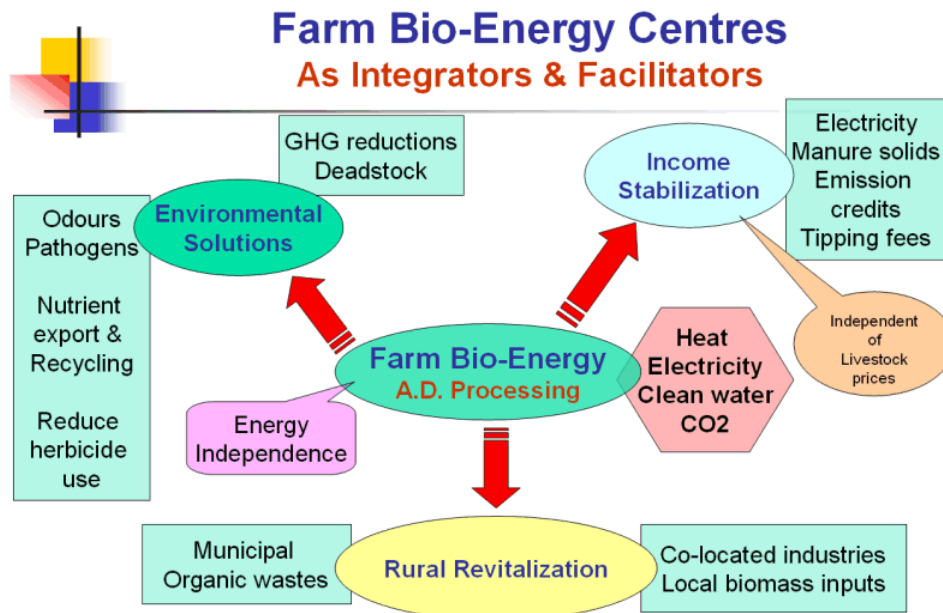 Farm Bio-Energy Centres
As Integrators & Facilitators
GHG reductions
Deadstock
Environmental
Solutions
Odours
Pathogens
Nutrient
export &
Recycling
Reduce
herbicide
use
Income
Stabilization
Electricity
Manure solids
Emission
credits
Tipping fees
Independent
of
Livestock
prices
Farm Bio-Energy
A.D. Processing
Heat
Electricity
Clean water
CO2
Energy
Independence
Municipal
Organic wastes
Rural Revitalization
Co-located industries
Local biomass inputs